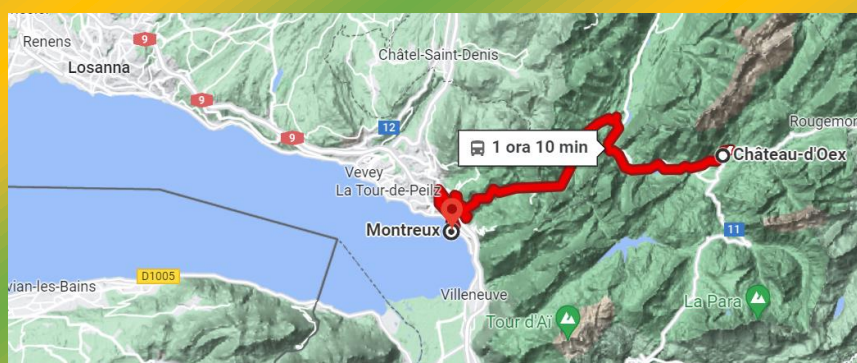 Renens
9
Châtel-Saint-Denis
Losanna
9
12
9
Rougemor
1 ora 10 min
Château-d'Oex
Vevey
La Tour-de-Peilz
Montreux
11
D1005
vian-les-Bains
Villeneuve
La Para
Tour d'Aï